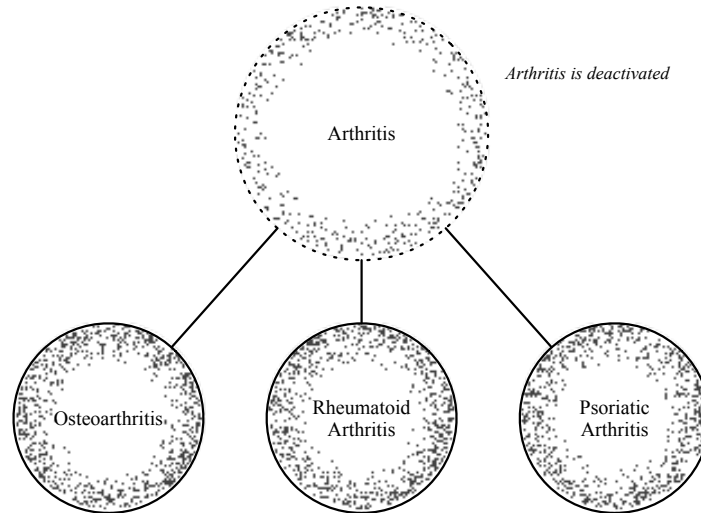 Arthritis is deactivated
Arthritis
Osteoarthritis
Rheumatoid
Arthritis
Psoriatic
Arthritis